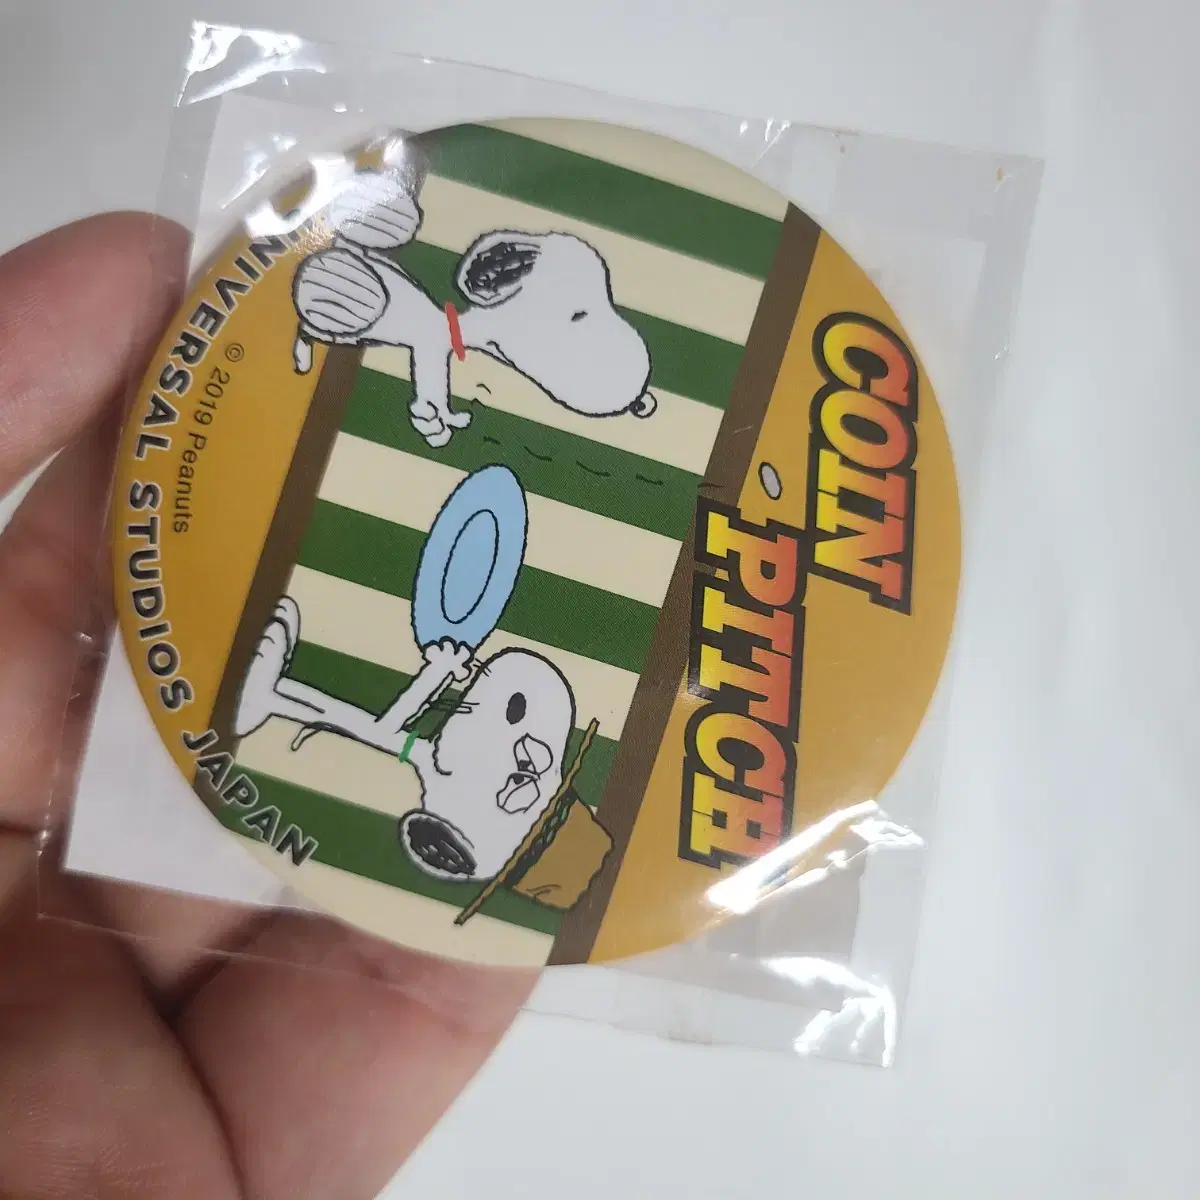 COIN
PITCH
© 2019 Peanuts
UNIVERSAL STUDIOS JAPAN